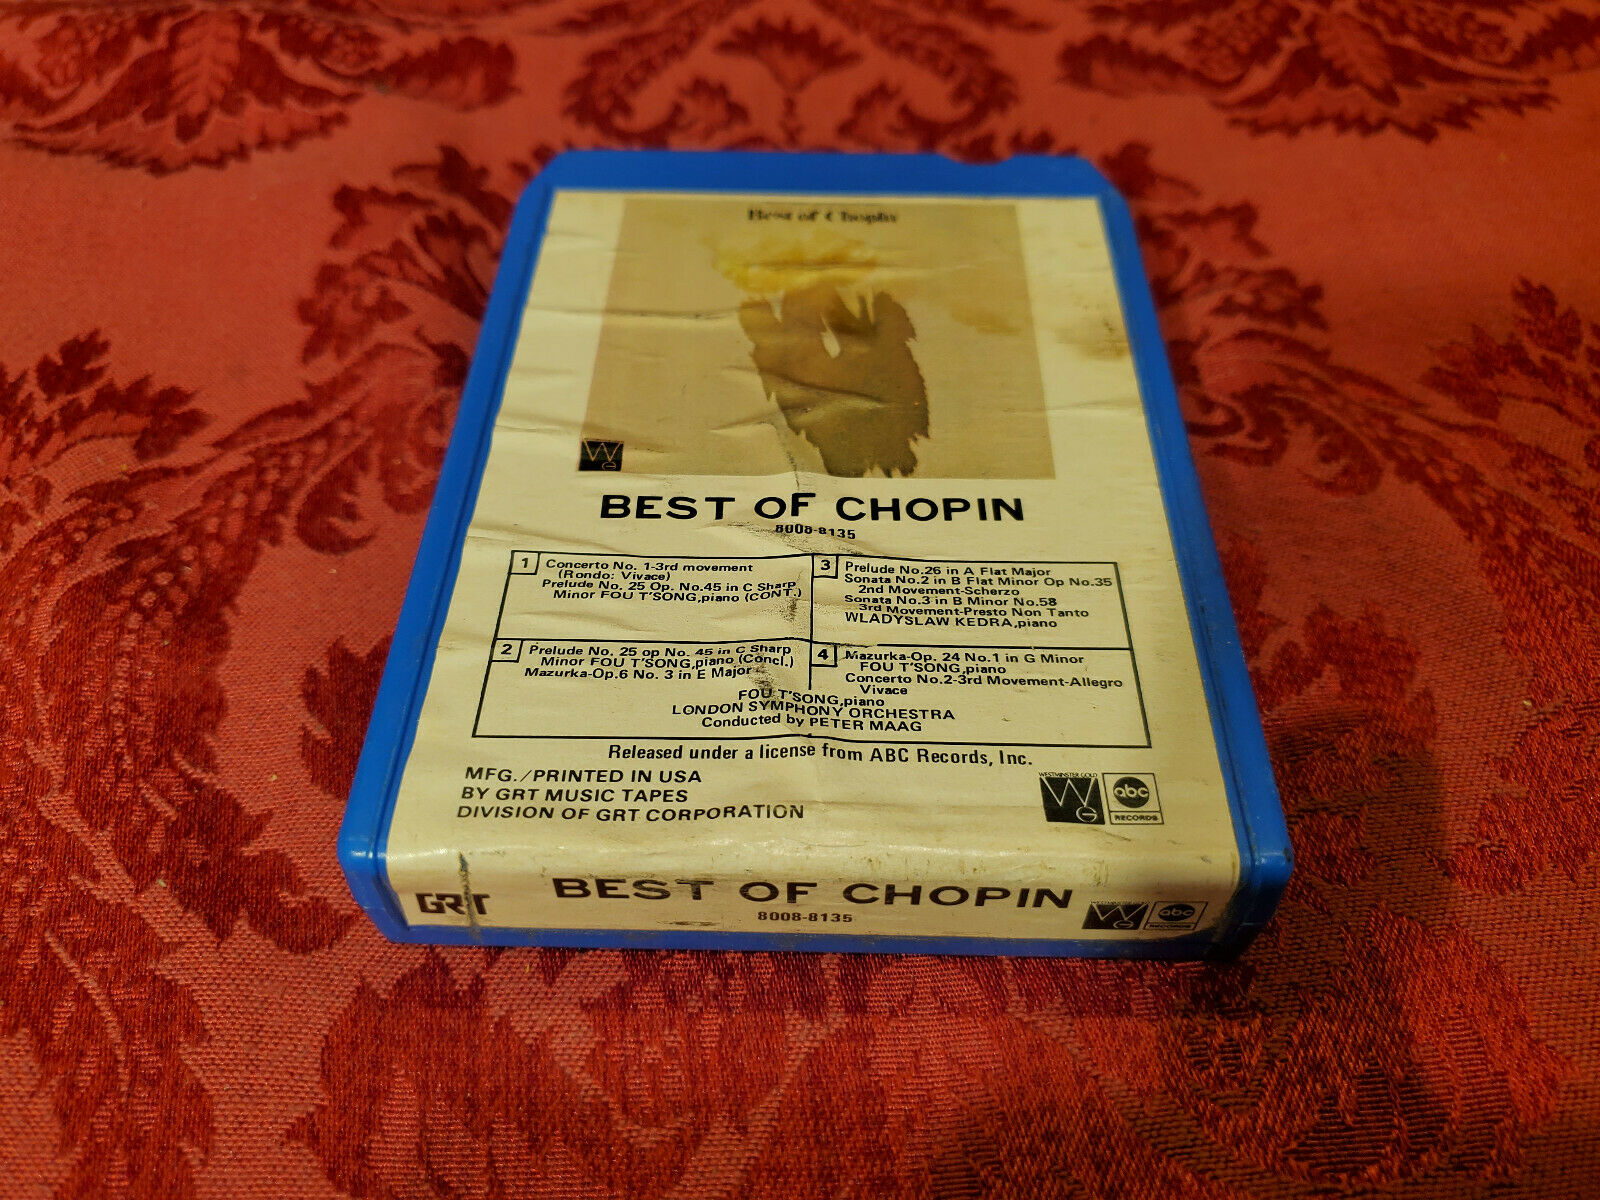 Best of Chopin
W
G
BEST OF CHOPIN
8008-8135
1 Concerto No. 1-3rd movement
(Rondo: Vivace)
Prelude No. 25 Op. No.45 in C Sharp
Minor FOU T'SONG,piano (CONT.)
2 Prelude No. 25 op No. 45 in C Sharp
Minor FOU T'SONG,piano (Concl.)
Mazurka-Op.6 No. 3 in E Major
3 Prelude No.26 in A Flat Major
Sonata No.2 in B Flat Minor Op No.35
2nd Movement-Scherzo
Sonata No.3 in B Minor No.58
3rd Movement-Presto Non Tanto
WLADYSLAW KEDRA,piano
4 Mazurka-Op. 24 No.1 in G Minor
FOU T'SONG,piano
Concerto No.2-3rd Movement-Allegro
Vivace
FOU T'SONG,piano
LONDON SYMPHONY ORCHESTRA
Conducted by PETER MAAG
Released under a license from ABC Records, Inc.
MFG./PRINTED IN USA
BY GRT MUSIC TAPES
DIVISION OF GRT CORPORATION
WESTMINSTER GOLD
WG
abc
RECORDS
GRT
BEST OF CHOPIN
8008-8135
WESTMINSTER GOLD
WG
abc
RECORDS